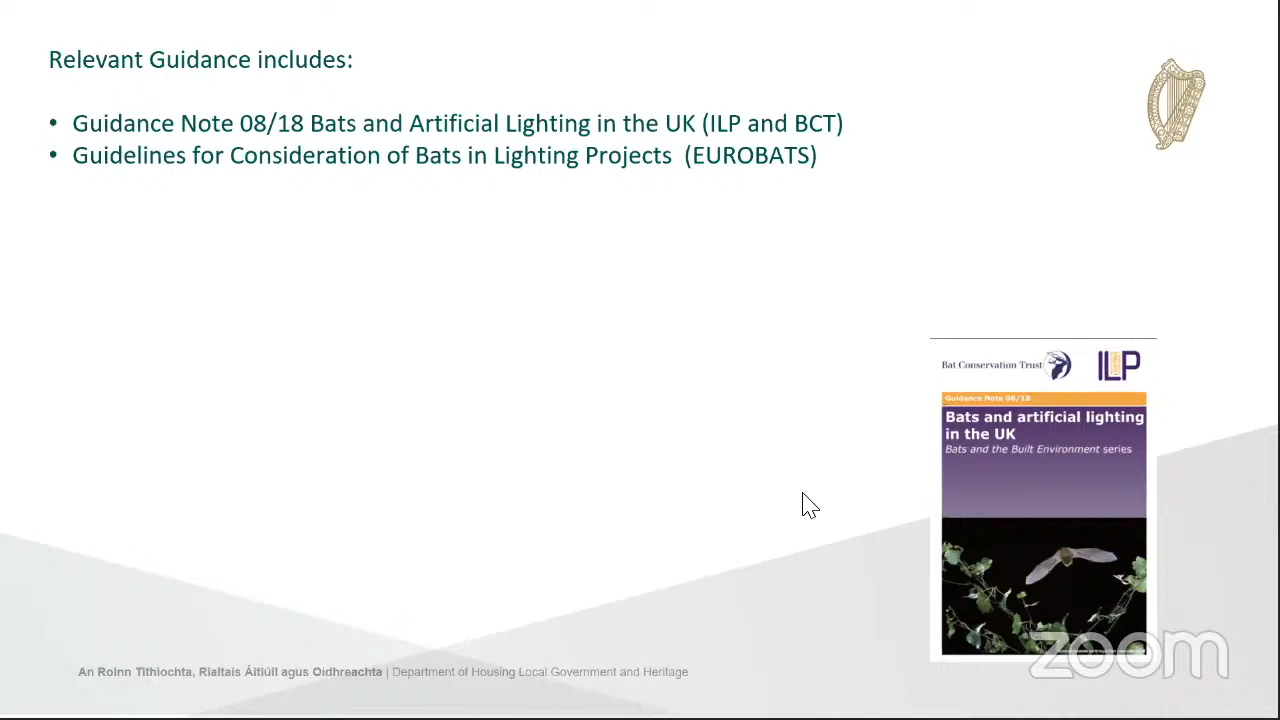 Relevant Guidance includes:
• Guidance Note 08/18 Bats and Artificial Lighting in the UK (ILP and BCT)
• Guidelines for Consideration of Bats in Lighting Projects (EUROBATS)
Bat Conservation Trust
ILP
Guidance Note 08/18
Bats and artificial lighting
in the UK
Bats and the Built Environment series
zoom
An Roinn Tithíochta, Rialtais Áitiúil agus Oidhreachta | Department of Housing Local Government and Heritage